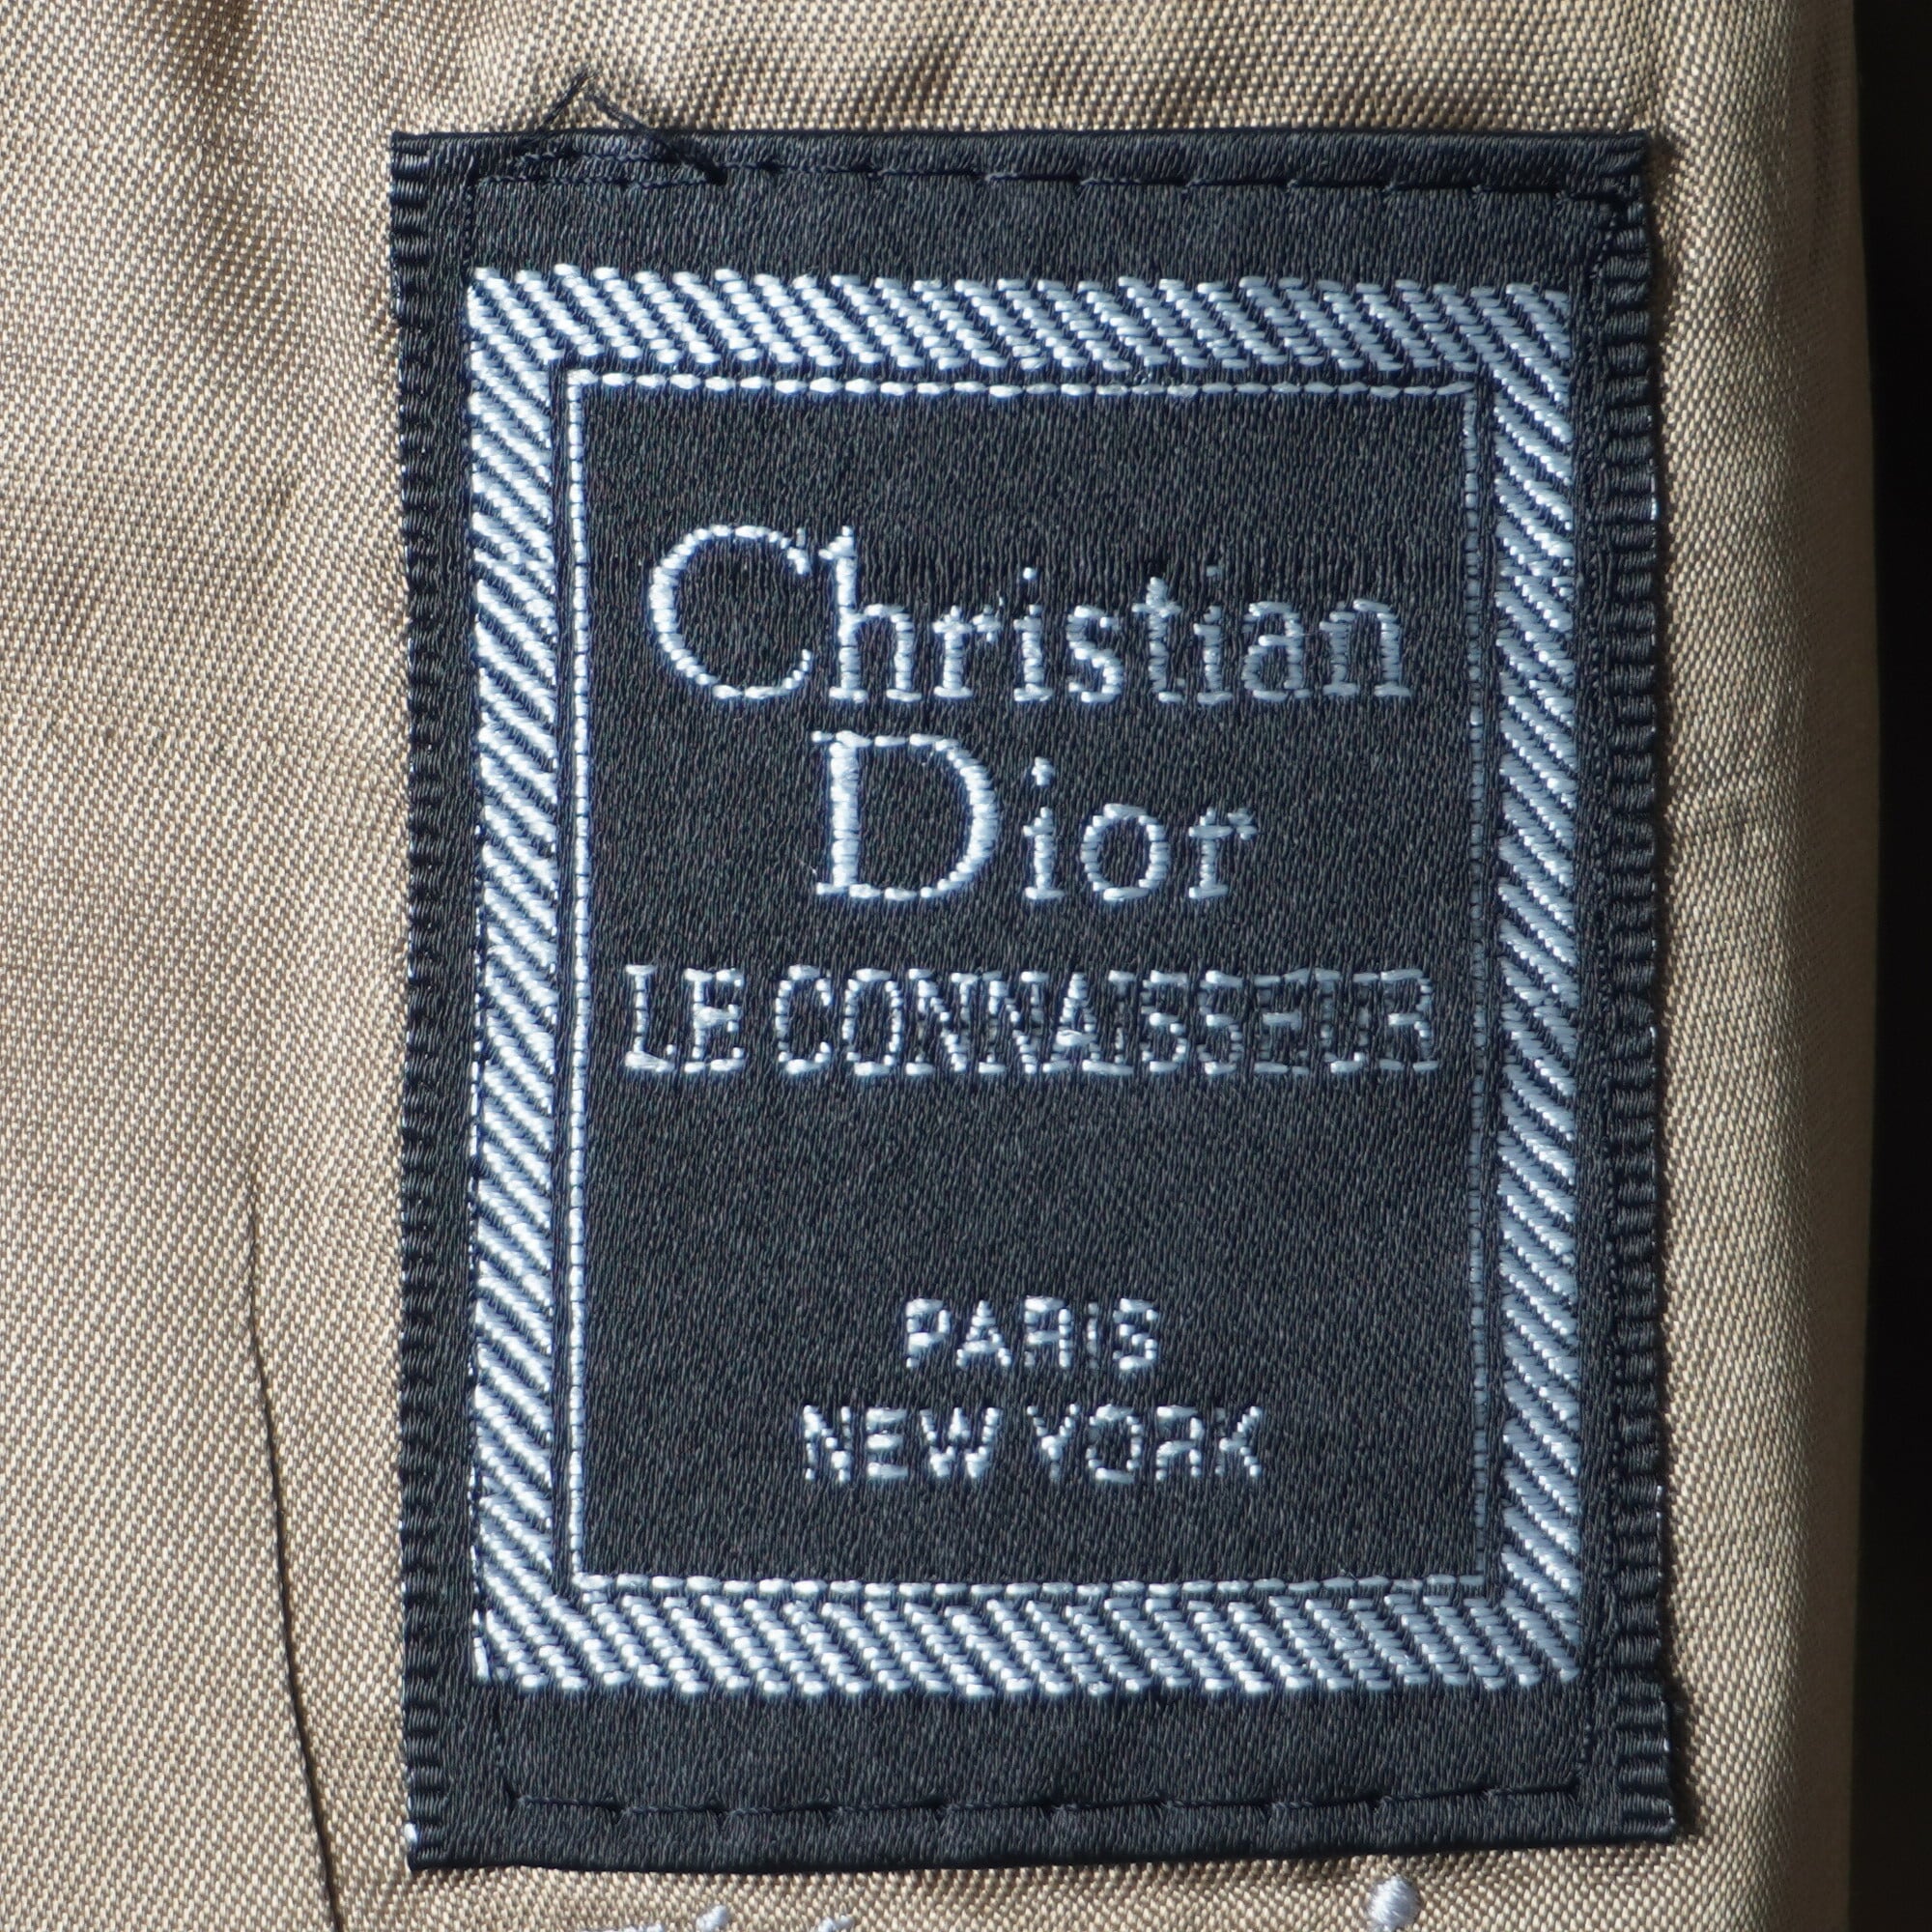 Christian
Dior
LE CONNAISSEUR
PARIS
NEW YORK